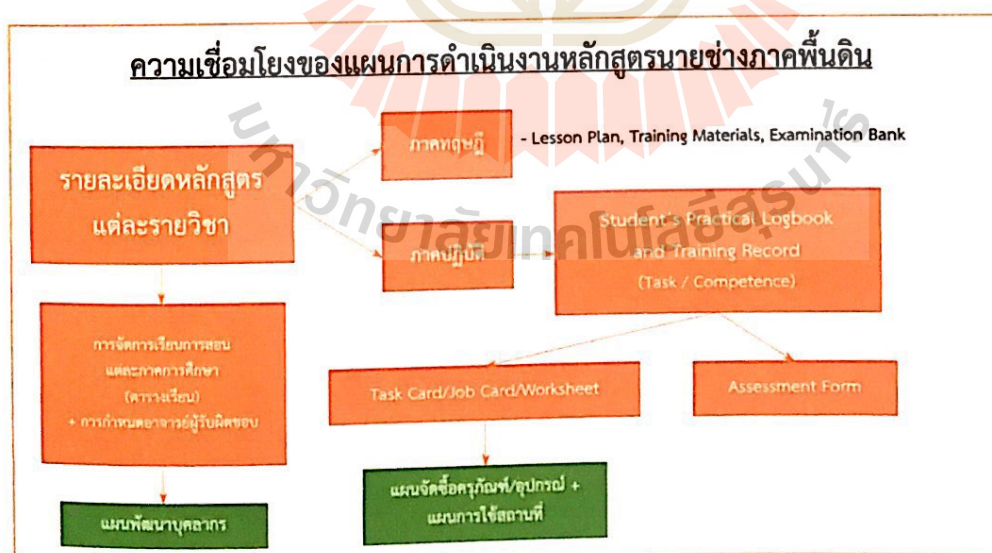 ความเชื่อมโยงของแผนการดำเนินงานหลักสูตรนายช่างภาคพื้นดิน
รายละเอียดหลักสูตร
แต่ละรายวิชา
ภาคทฤษฎี
- Lesson Plan, Training Materials, Examination Bank
ภาคปฏิบัติ
Student's Practical Logbook
and Training Record
(Task / Competence)
การจัดการเรียนการสอน
แต่ละภาคการศึกษา
(ตารางเรียน)
+ การกำหนดอาจารย์ผู้รับผิดชอบ
Task Card/Job Card/Worksheet
Assessment Form
แผนพัฒนาบุคลากร
แผนจัดซื้อครุภัณฑ์/อุปกรณ์ +
แผนการใช้สถานที่
มหาวิทยาลัยเทคโนโลยีสุรนารี